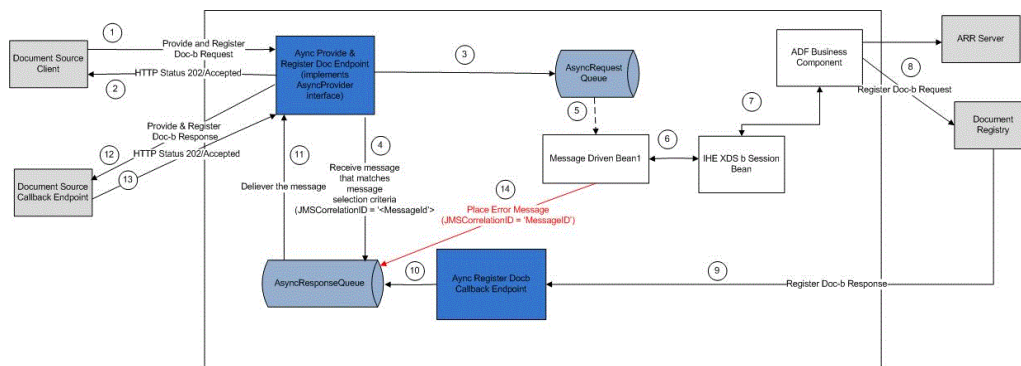 1
Provide and Register
Doc-b Request
Document Source
Client
HTTP Status 202/Accepted
2
Aync Provide &
Register Doc Endpoint
(implements
AsyncProvider
interface)
3
AsyncRequest
Queue
ADF Business
Component
ARR Server
8
Register Doc-b Request
Document
Registry
5
7
6
Message Driven Bean1
IHE XDS b Session
Bean
Provide & Register
Doc-b Response
12
HTTP Status 202/Accepted
13
Document Source
Callback Endpoint
11
Deliever the message
4
Receive message
that matches
message
selection criteria
(JMSCorrelationID = '<MessageId'>
14
Place Error Message
(JMSCorrelationID = 'MessageID')
AsyncResponseQueue
10
Aync Register Docb
Callback Endpoint
9
Register Doc-b Response